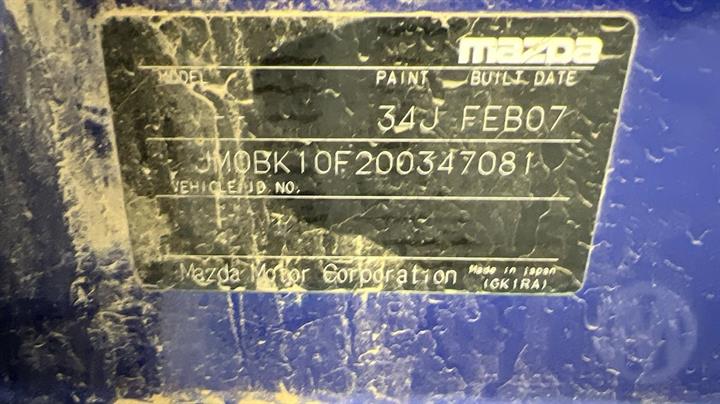 mazda
MODEL PAINT BUILT DATE
34J FEB07
JM0BK10F200347081
VEHICLE ID.NO.
Mazda Motor Corporation Made in Japan
(GK1RA)